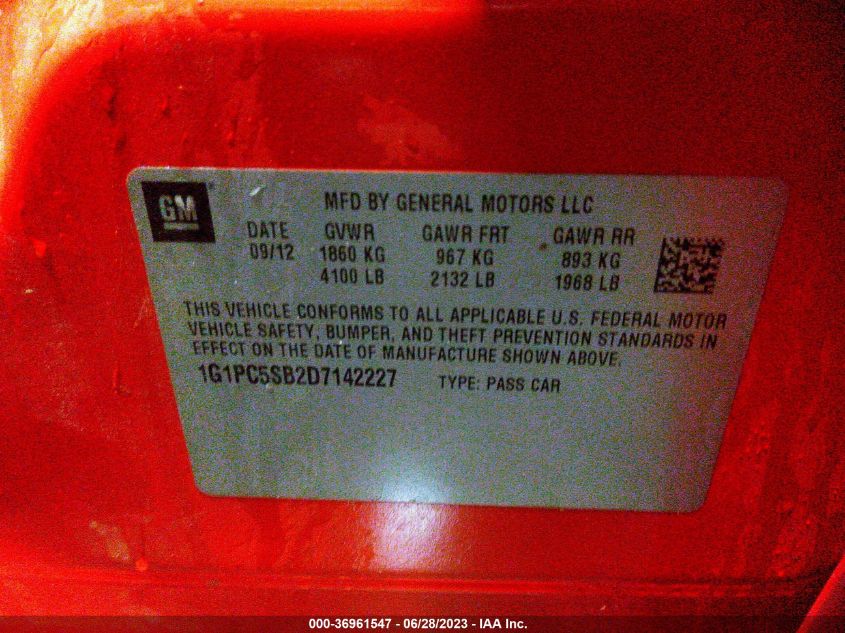 GM®
MFD BY GENERAL MOTORS LLC
DATE GVWR GAWR FRT GAWR RR
09/12 1860 KG 967 KG 893 KG
4100 LB 2132 LB 1968 LB
THIS VEHICLE CONFORMS TO ALL APPLICABLE U.S. FEDERAL MOTOR
VEHICLE SAFETY, BUMPER, AND THEFT PREVENTION STANDARDS IN
EFFECT ON THE DATE OF MANUFACTURE SHOWN ABOVE.
1G1PC5SB2D7142227 TYPE: PASS CAR
000-36961547 - 06/28/2023 - IAA Inc.